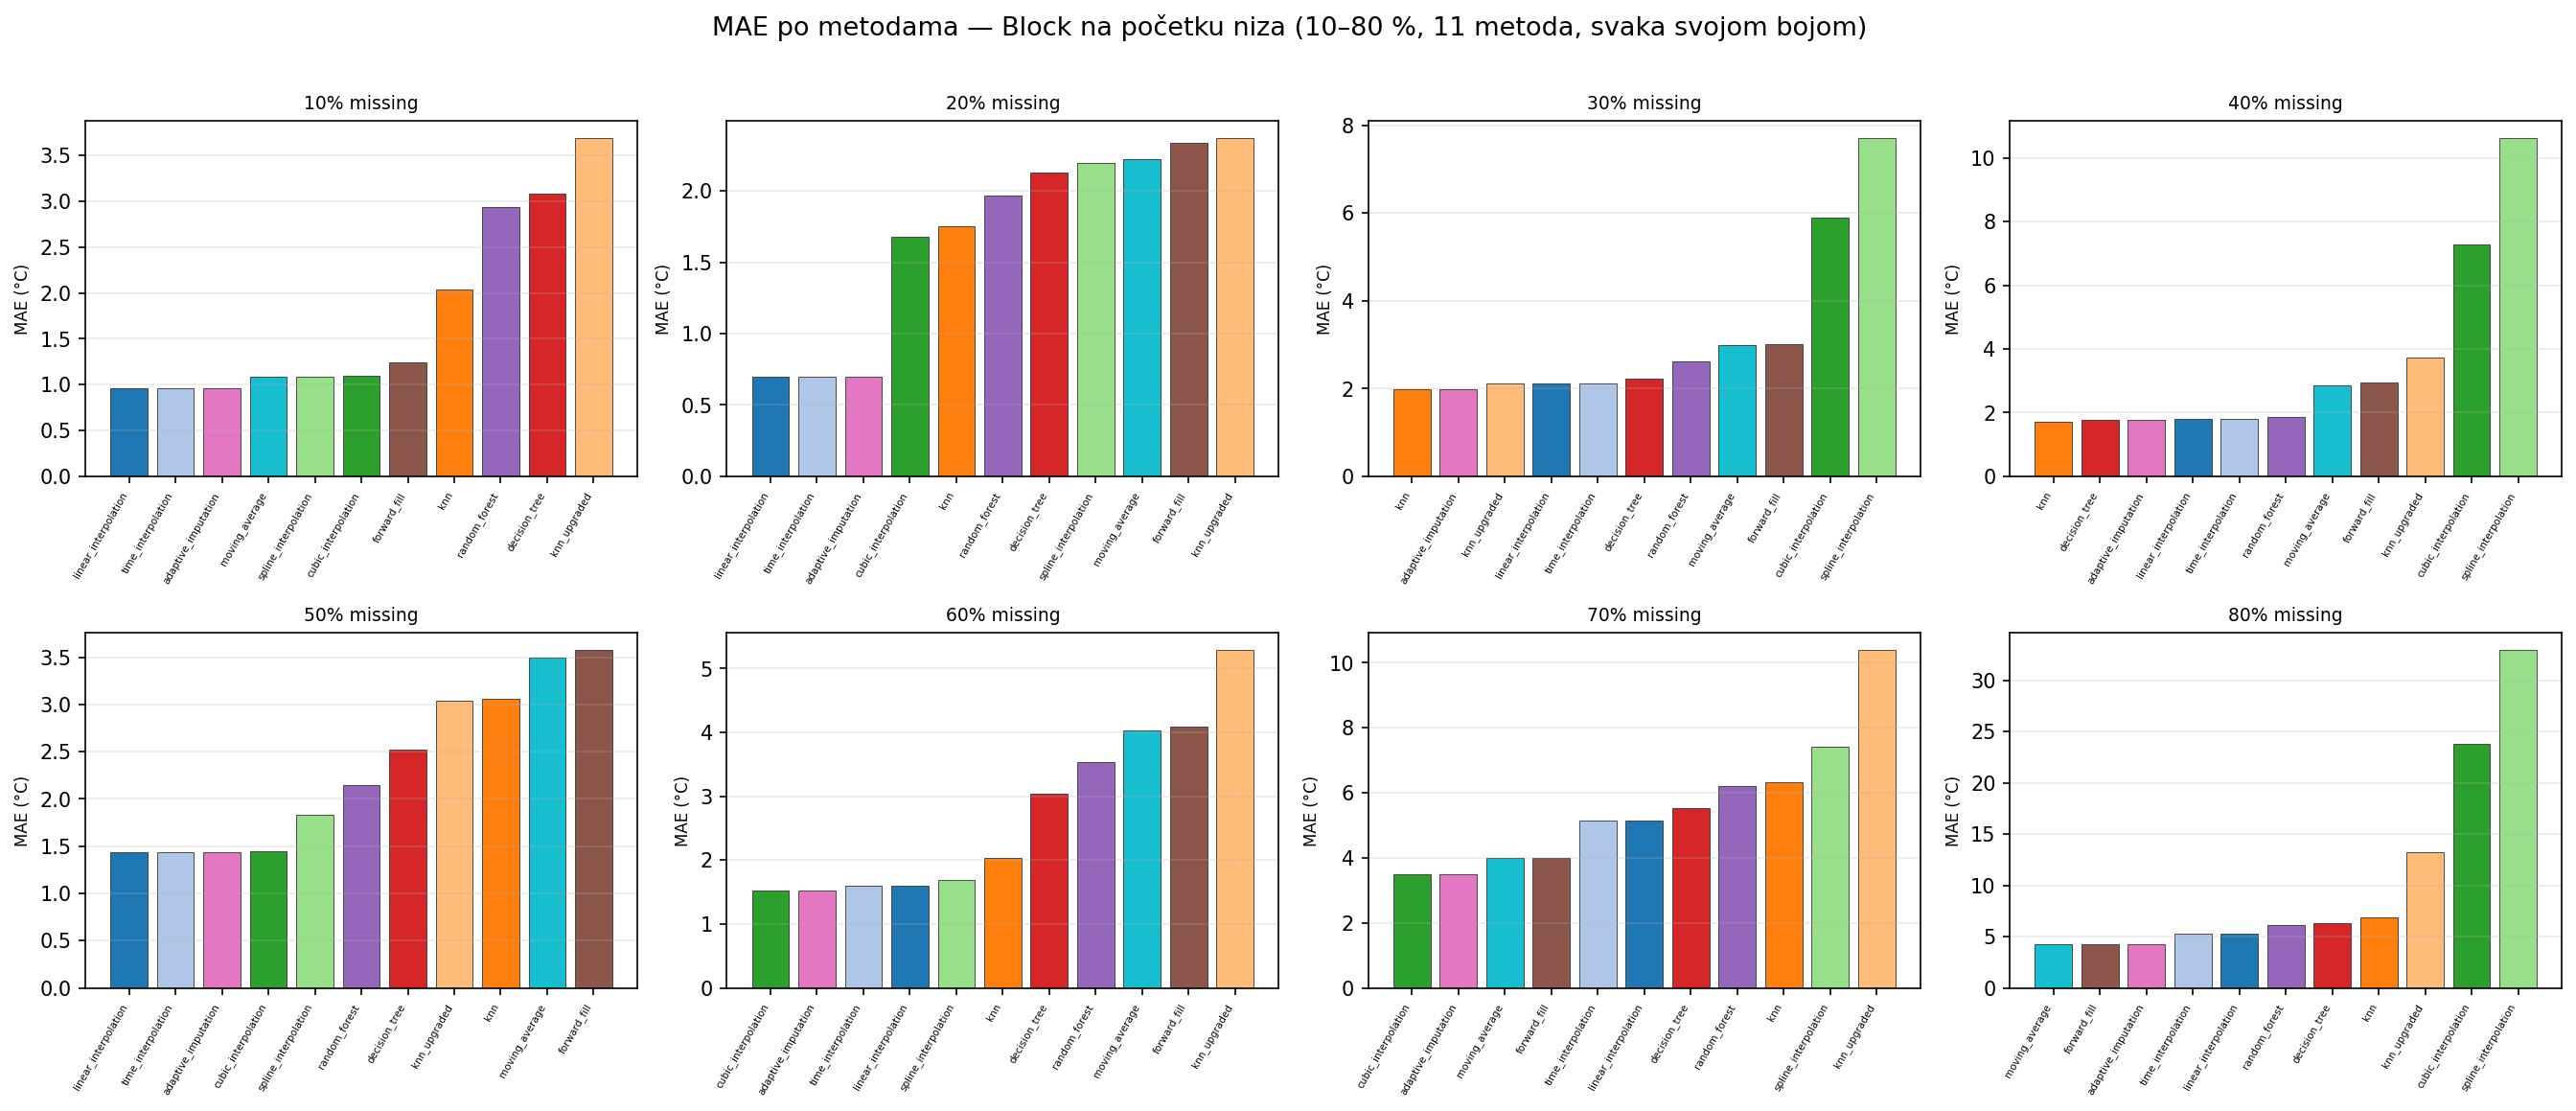 MAE po metodama — Block na početku niza (10–80 %, 11 metoda, svaka svojom bojom)
10% missing
MAE (°C)
3.5
3.0
2.5
2.0
1.5
1.0
0.5
0.0
linear_interpolation
time_interpolation
adaptive_imputation
moving_average
spline_interpolation
cubic_interpolation
forward_fill
knn
random_forest
decision_tree
knn_upgraded
20% missing
MAE (°C)
2.0
1.5
1.0
0.5
0.0
linear_interpolation
time_interpolation
adaptive_imputation
cubic_interpolation
knn
random_forest
decision_tree
spline_interpolation
moving_average
forward_fill
knn_upgraded
30% missing
MAE (°C)
8
6
4
2
0
knn
adaptive_imputation
knn_upgraded
linear_interpolation
time_interpolation
decision_tree
random_forest
moving_average
forward_fill
cubic_interpolation
spline_interpolation
40% missing
MAE (°C)
10
8
6
4
2
0
knn
decision_tree
adaptive_imputation
linear_interpolation
time_interpolation
random_forest
moving_average
forward_fill
knn_upgraded
cubic_interpolation
spline_interpolation
50% missing
MAE (°C)
3.5
3.0
2.5
2.0
1.5
1.0
0.5
0.0
linear_interpolation
time_interpolation
adaptive_imputation
cubic_interpolation
spline_interpolation
random_forest
decision_tree
knn_upgraded
knn
moving_average
forward_fill
60% missing
MAE (°C)
5
4
3
2
1
0
cubic_interpolation
adaptive_imputation
time_interpolation
linear_interpolation
spline_interpolation
knn
decision_tree
random_forest
moving_average
forward_fill
knn_upgraded
70% missing
MAE (°C)
10
8
6
4
2
0
cubic_interpolation
adaptive_imputation
moving_average
forward_fill
time_interpolation
linear_interpolation
decision_tree
random_forest
knn
spline_interpolation
knn_upgraded
80% missing
MAE (°C)
30
25
20
15
10
5
0
moving_average
forward_fill
adaptive_imputation
time_interpolation
linear_interpolation
random_forest
decision_tree
knn
knn_upgraded
cubic_interpolation
spline_interpolation